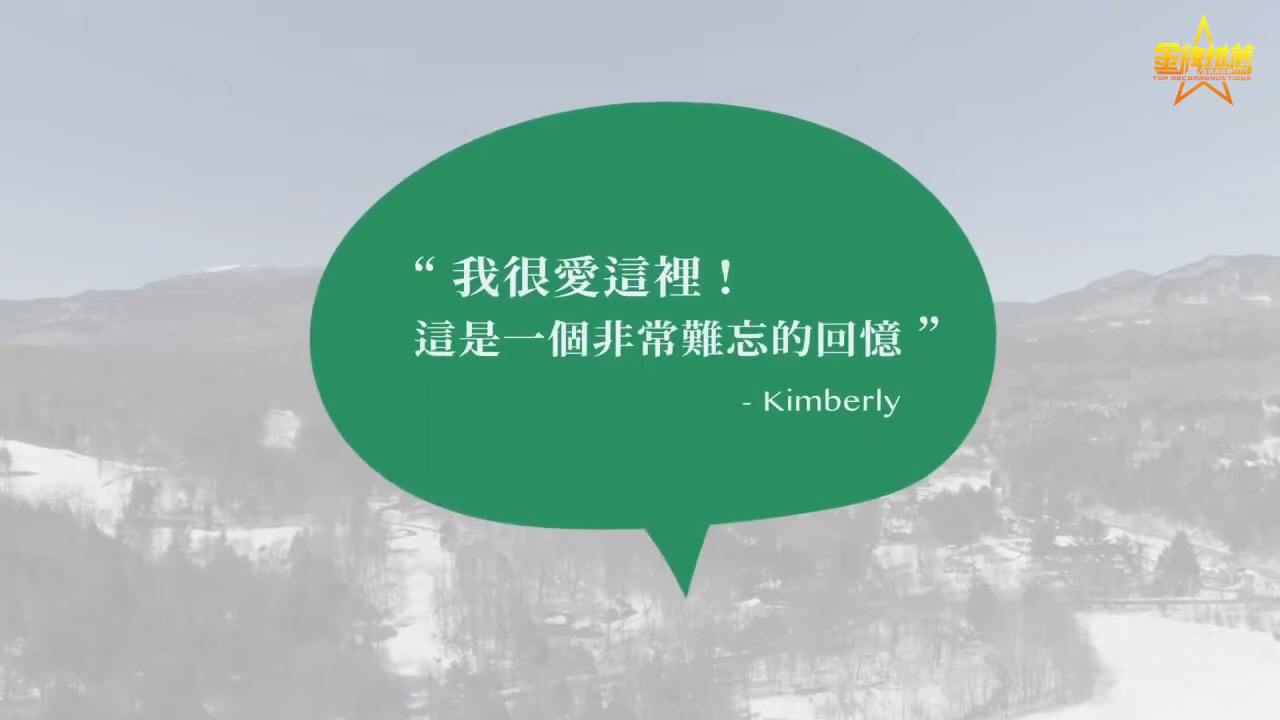 金牌推薦
TOP RECOMMENDATIONS
“ 我很愛這裡！
這是一個非常難忘的回憶 ”
- Kimberly